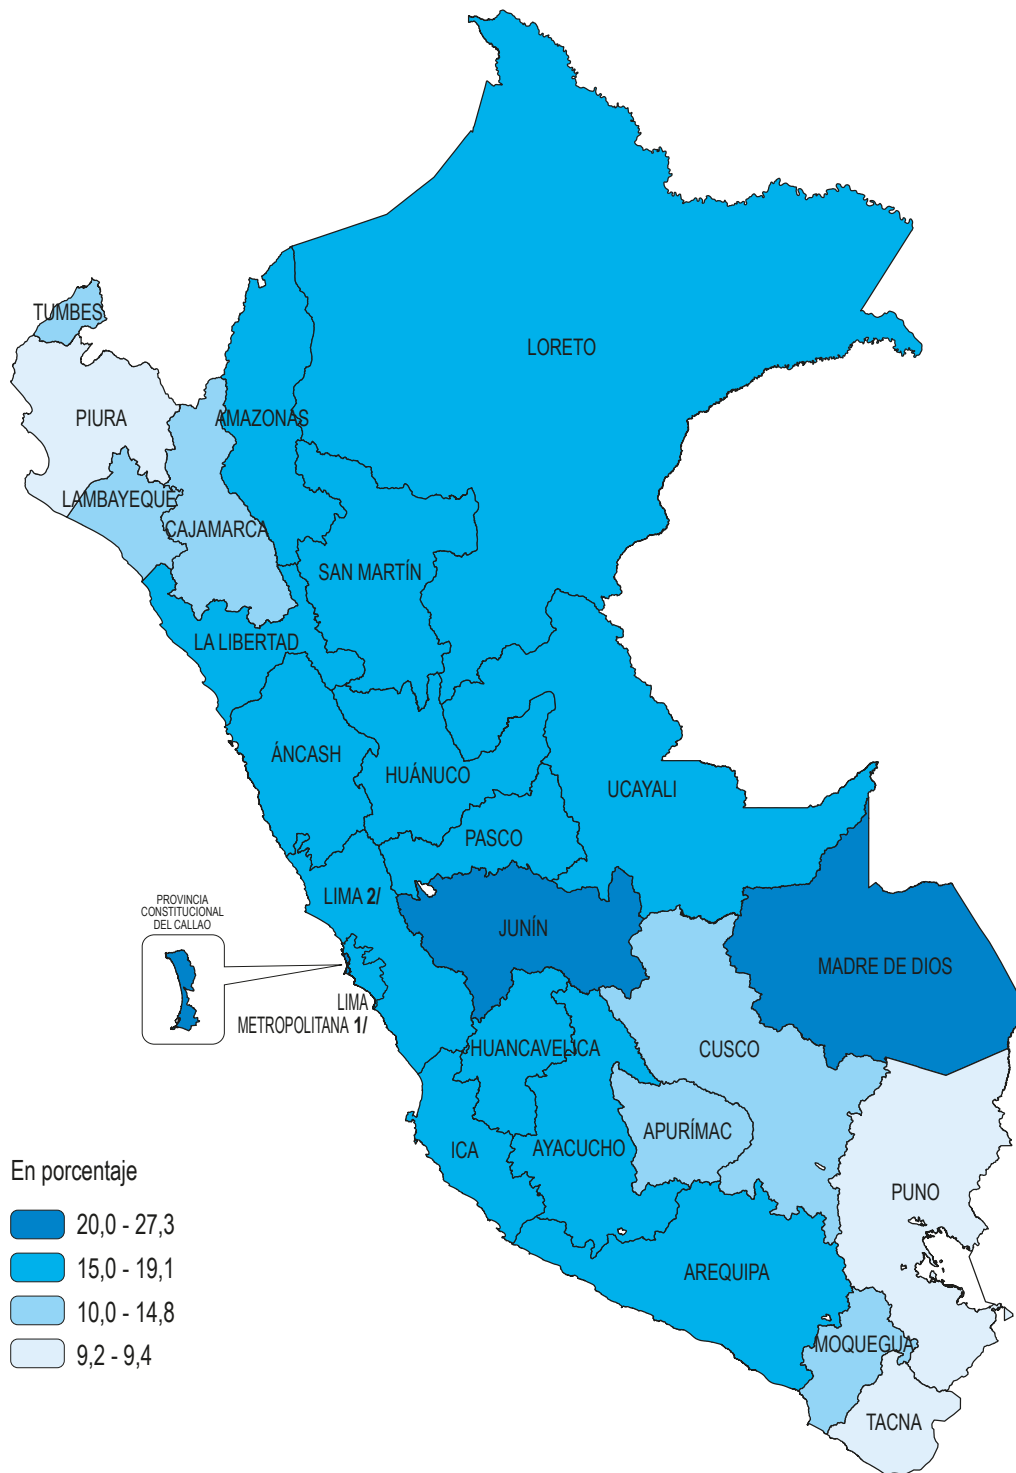 TUMBES
LORETO
PIURA
AMAZONAS
LAMBAYEQUE
CAJAMARCA
SAN MARTÍN
LA LIBERTAD
ÁNCASH
HUÁNUCO
UCAYALI
PASCO
LIMA 2/
PROVINCIA
CONSTITUCIONAL
DEL CALLAO
JUNÍN
MADRE DE DIOS
LIMA
METROPOLITANA 1/
HUANCAVELICA
CUSCO
APURÍMAC
ICA
AYACUCHO
PUNO
AREQUIPA
MOQUEGUA
TACNA
En porcentaje
20,0 - 27,3
15,0 - 19,1
10,0 - 14,8
9,2 - 9,4